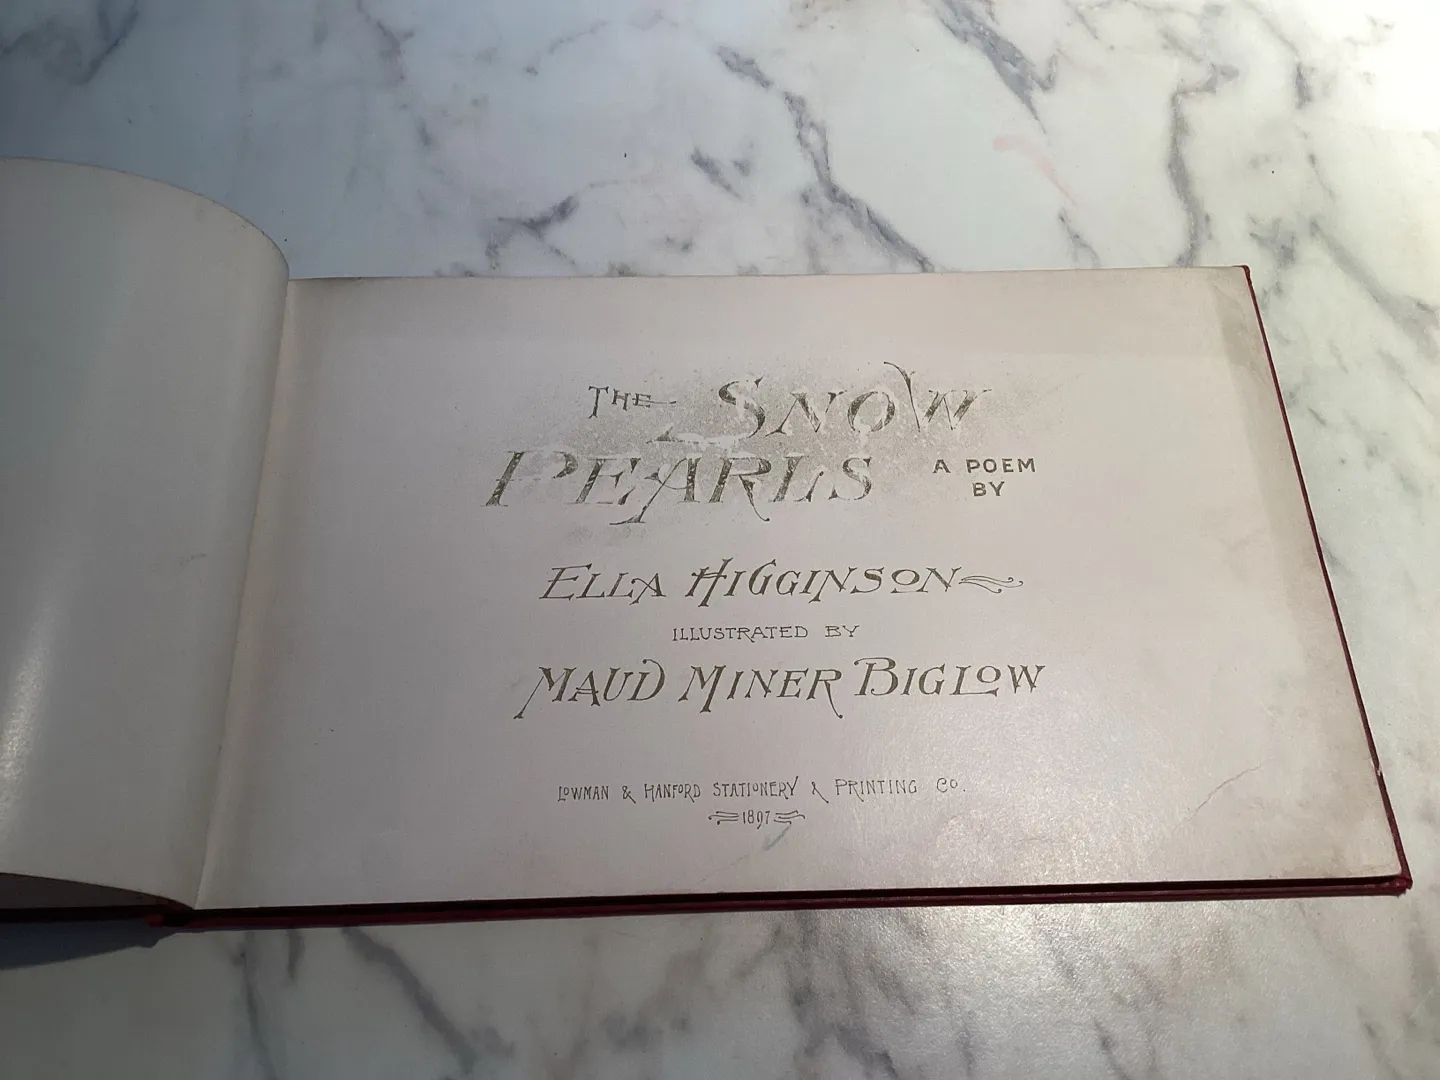 THE SNOW
PEARLS A POEM
BY
ELLA HIGGINSON
ILLUSTRATED BY
MAUD MINER BIGLOW
LOWMAN & HANFORD STATIONERY & PRINTING CO.
1897